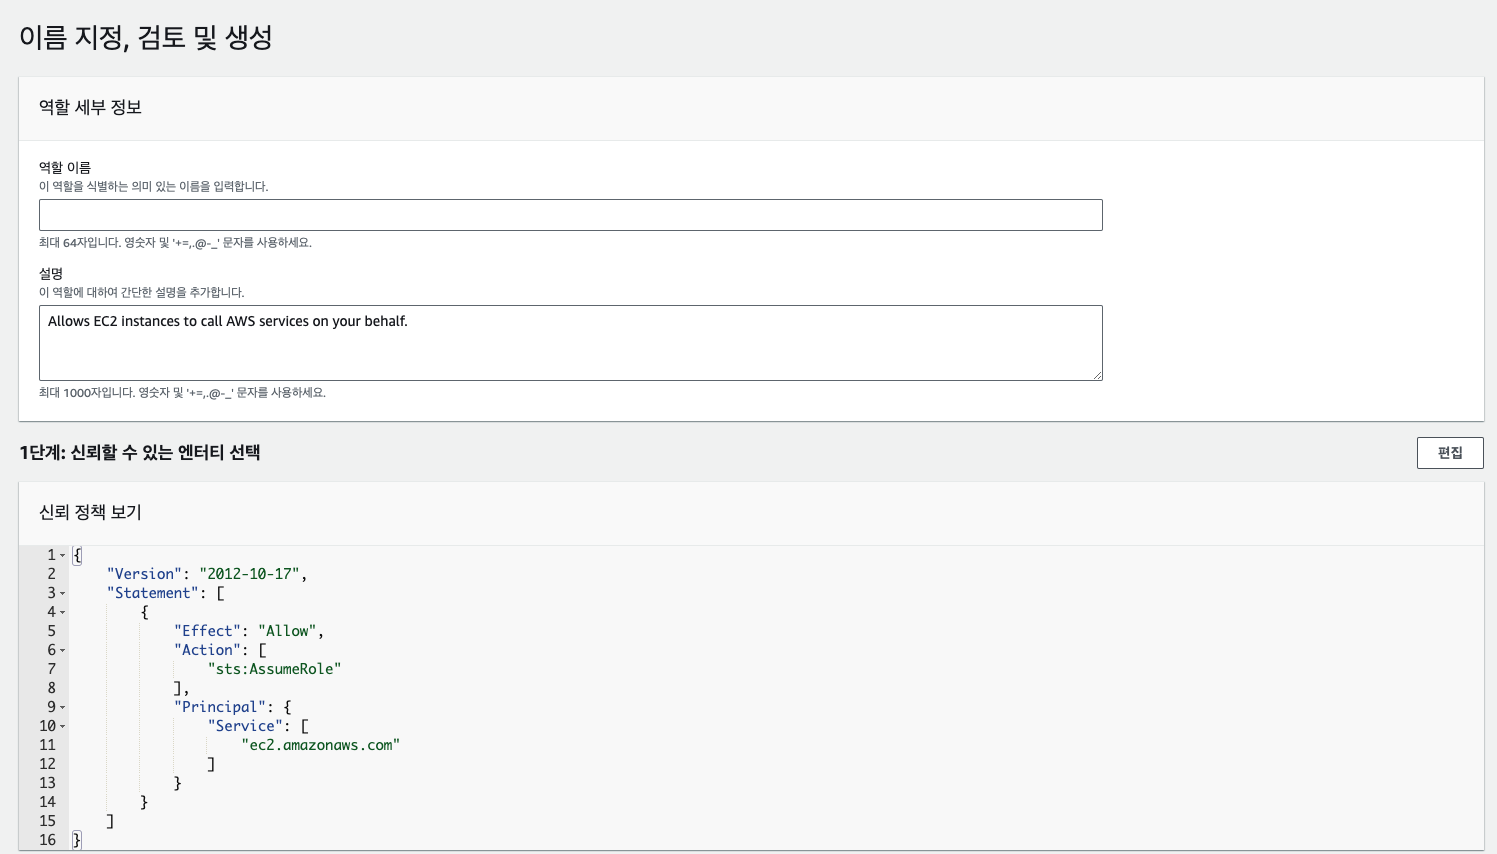 이름 지정, 검토 및 생성
역할 세부 정보
역할 이름
이 역할을 식별하는 의미 있는 이름을 입력합니다.
최대 64자입니다. 영숫자 및 '+=,.@-_' 문자를 사용하세요.
설명
이 역할에 대하여 간단한 설명을 추가합니다.
Allows EC2 instances to call AWS services on your behalf.
최대 1000자입니다. 영숫자 및 '+=,.@-_' 문자를 사용하세요.
1단계: 신뢰할 수 있는 엔터티 선택
편집
신뢰 정책 보기
1 {
2     "Version": "2012-10-17",
3     "Statement": [
4         {
5             "Effect": "Allow",
6             "Action": [
7                 "sts:AssumeRole"
8             ],
9             "Principal": {
10                 "Service": [
11                     "ec2.amazonaws.com"
12                 ]
13             }
14         }
15     ]
16 }